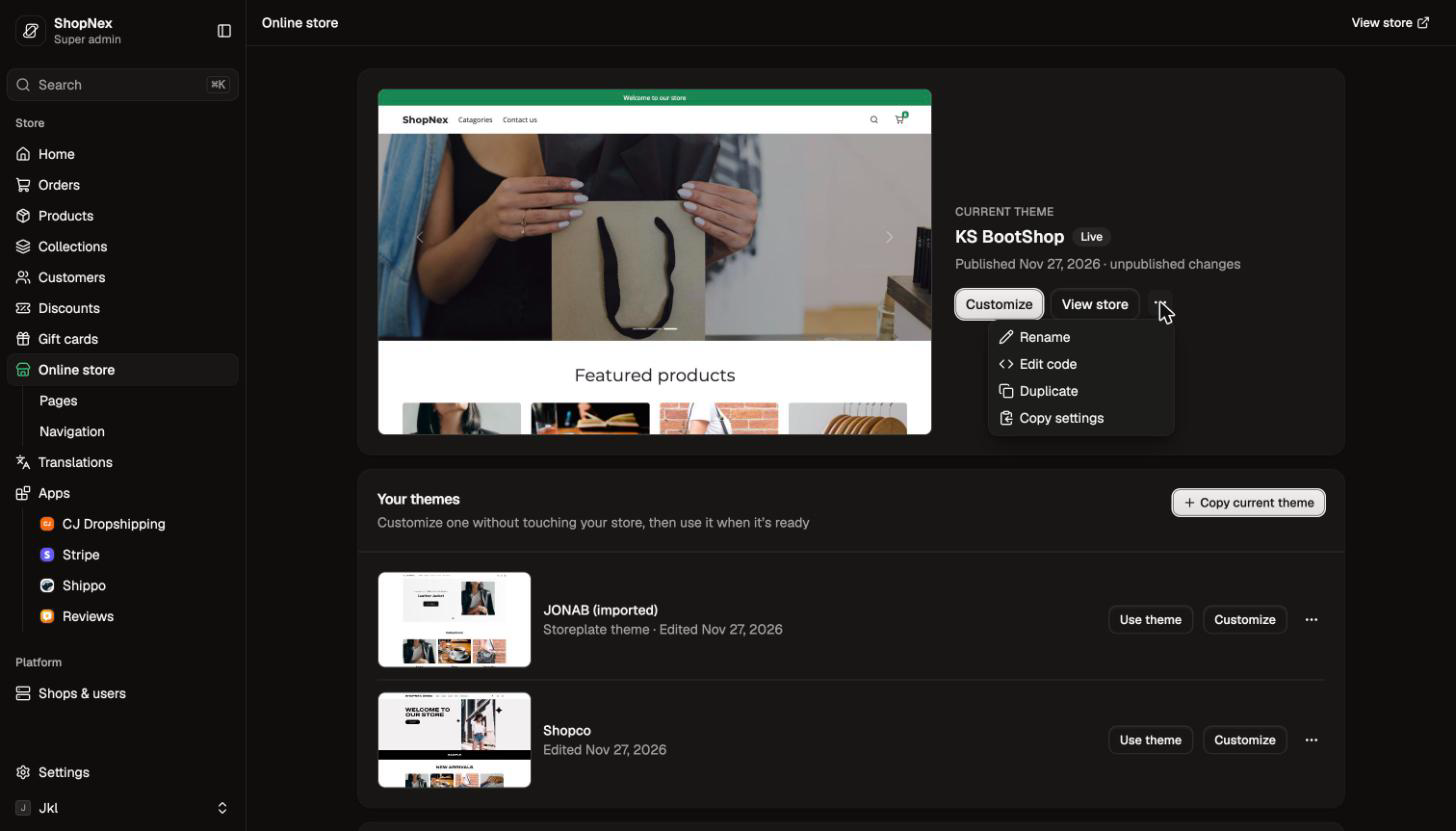 ShopNex
Super admin
Search
⌘K
Store
Home
Orders
Products
Collections
Customers
Discounts
Gift cards
Online store
Pages
Navigation
Translations
Apps
CJ Dropshipping
Stripe
Shippo
Reviews
Platform
Shops & users
Settings
J
Jkl
Online store
View store
Welcome to our store
ShopNex Catagories Contact us
Featured products
CURRENT THEME
KS BootShop Live
Published Nov 27, 2026 · unpublished changes
Customize View store
Rename
Edit code
Duplicate
Copy settings
Your themes
Customize one without touching your store, then use it when it's ready
+ Copy current theme
JONAB (imported)
Storeplate theme · Edited Nov 27, 2026
Use theme Customize
WELCOME TO
OUR STORE
NEW ARRIVALS
Shopco
Edited Nov 27, 2026
Use theme Customize